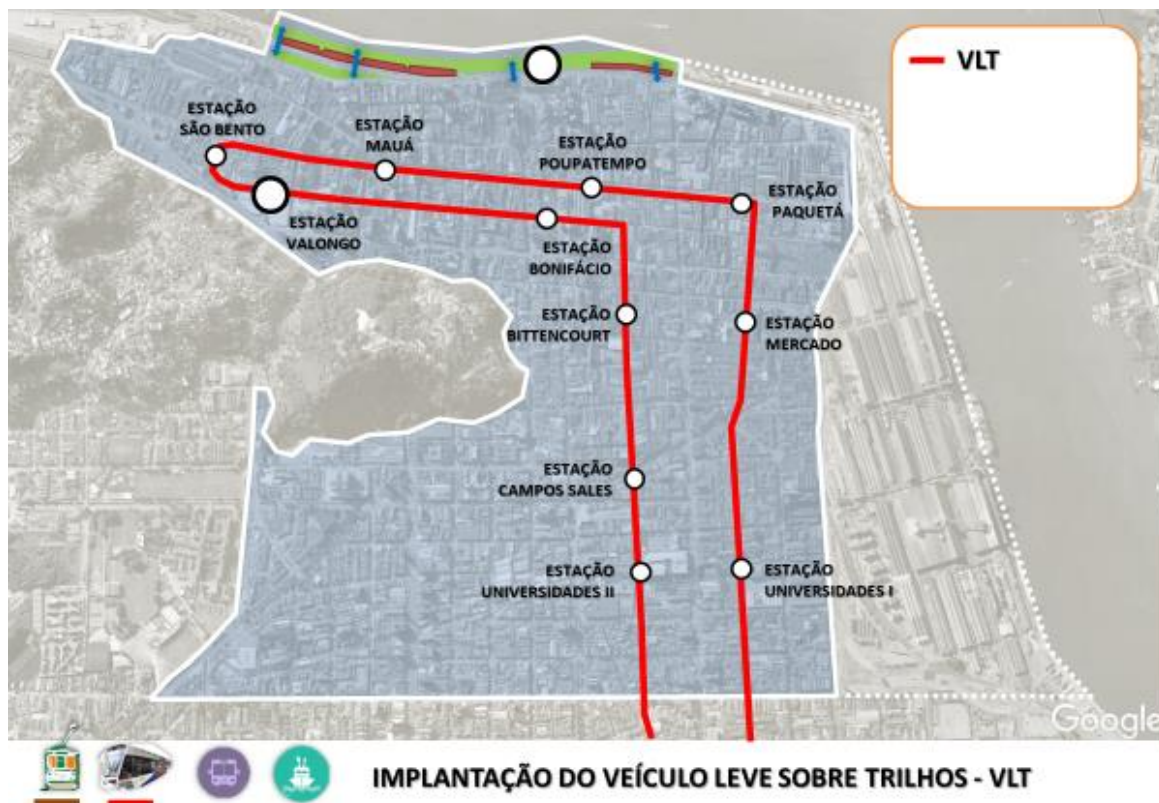 VLT
ESTAÇÃO
SÃO BENTO
ESTAÇÃO
MAUÁ
ESTAÇÃO
POUPATEMPO
ESTAÇÃO
PAQUETÁ
ESTAÇÃO
VALONGO
ESTAÇÃO
BONIFÁCIO
ESTAÇÃO
BITTENCOURT
ESTAÇÃO
MERCADO
ESTAÇÃO
CAMPOS SALES
ESTAÇÃO
UNIVERSIDADES II
ESTAÇÃO
UNIVERSIDADES I
Google
IMPLANTAÇÃO DO VEÍCULO LEVE SOBRE TRILHOS - VLT